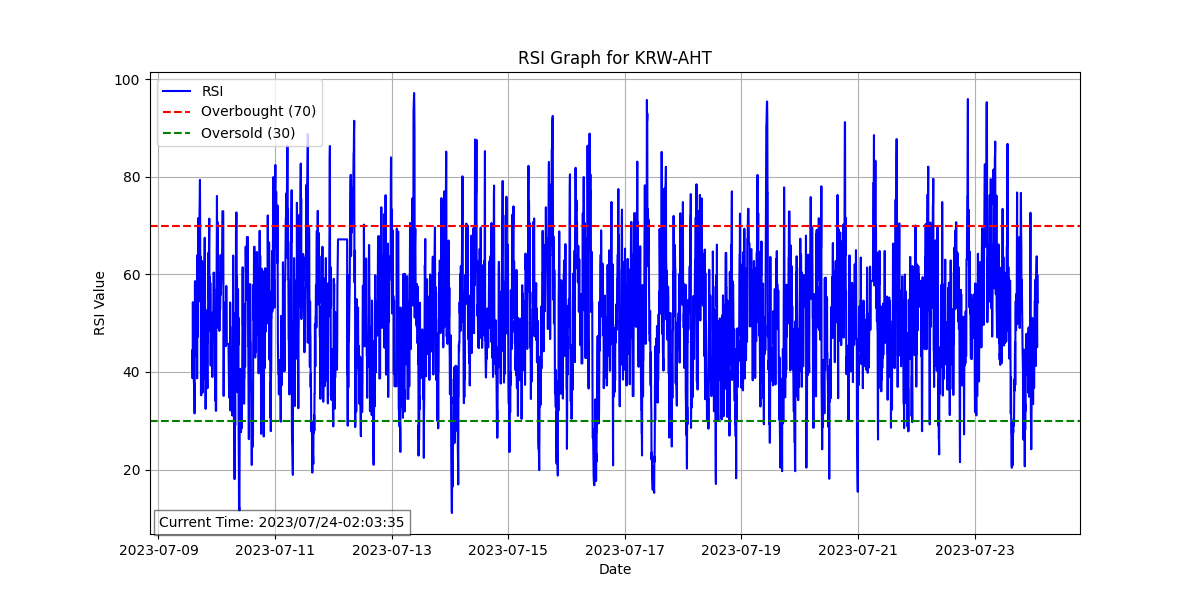 RSI Graph for KRW-AHT
100
80
60
40
20
RSI Value
RSI
Overbought (70)
Oversold (30)
Current Time: 2023/07/24-02:03:35
2023-07-09 2023-07-11 2023-07-13 2023-07-15 2023-07-17 2023-07-19 2023-07-21 2023-07-23
Date